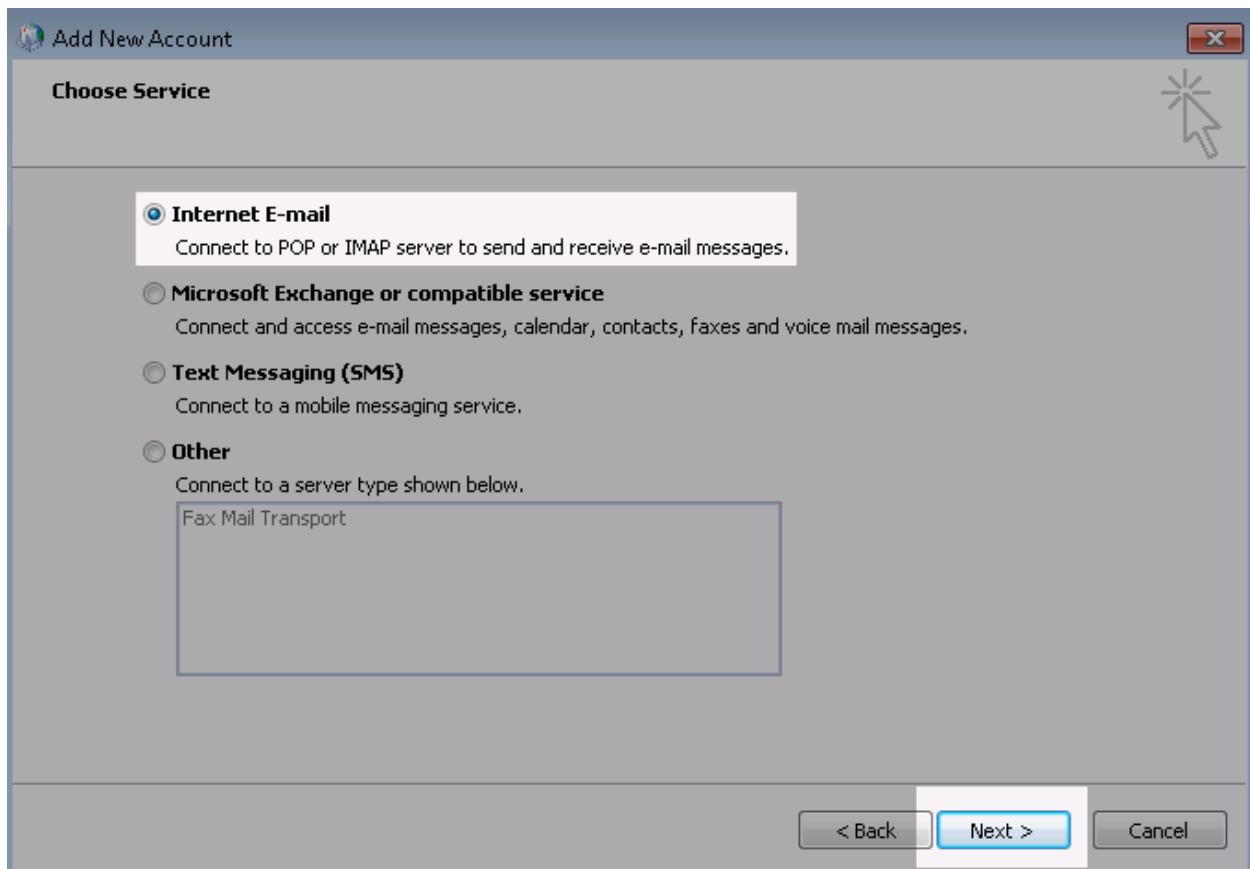 Add New Account
Choose Service
Internet E-mail
Connect to POP or IMAP server to send and receive e-mail messages.
Microsoft Exchange or compatible service
Connect and access e-mail messages, calendar, contacts, faxes and voice mail messages.
Text Messaging (SMS)
Connect to a mobile messaging service.
Other
Connect to a server type shown below.
Fax Mail Transport
< Back Next > Cancel